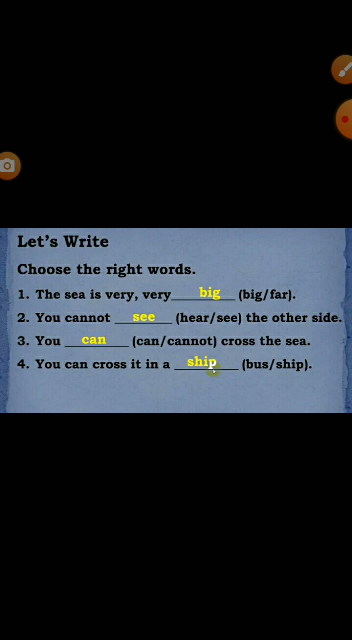 Let's Write
Choose the right words.
1. The sea is very, very big (big/far).
2. You cannot see (hear/see) the other side.
3. You can (can/cannot) cross the sea.
4. You can cross it in a ship (bus/ship).